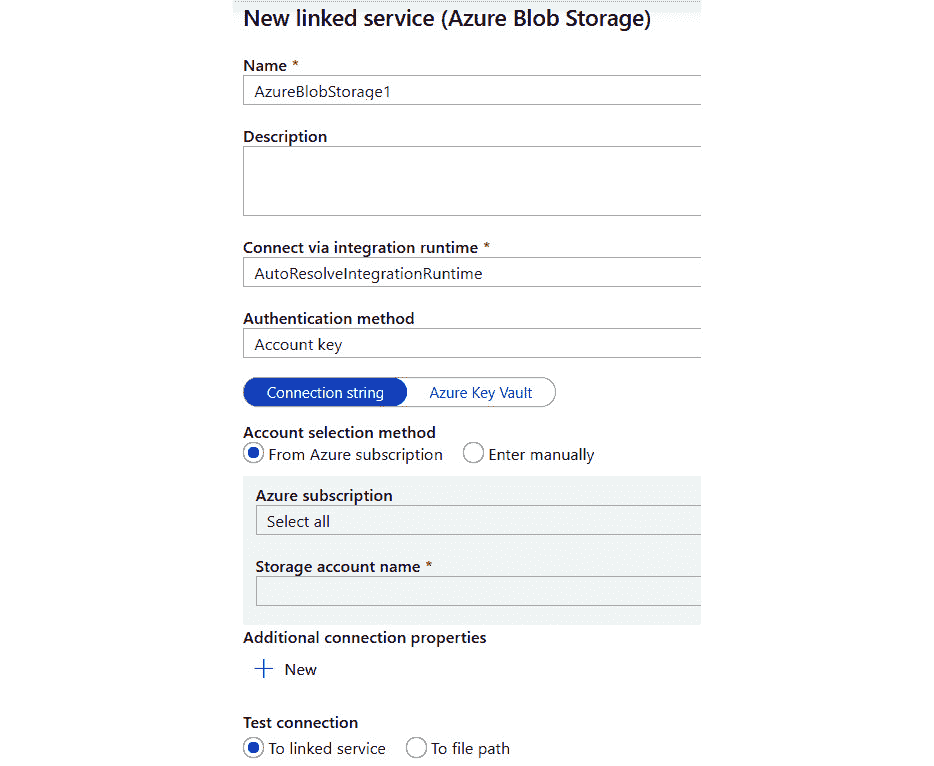 New linked service (Azure Blob Storage)
Name *
AzureBlobStorage1
Description
Connect via integration runtime *
AutoResolveIntegrationRuntime
Authentication method
Account key
Connection string Azure Key Vault
Account selection method
From Azure subscription Enter manually
Azure subscription
Select all
Storage account name *
Additional connection properties
+ New
Test connection
To linked service To file path